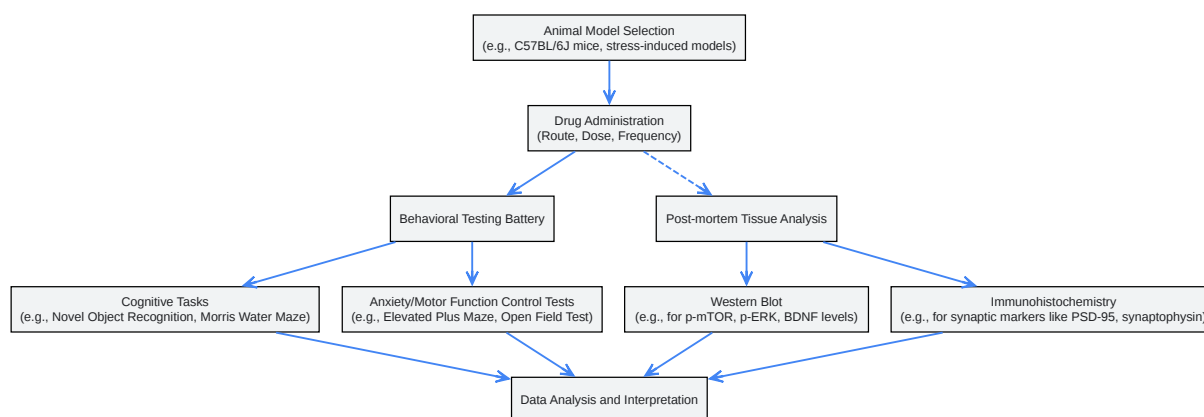 Animal Model Selection
(e.g., C57BL/6J mice, stress-induced models)
Drug Administration
(Route, Dose, Frequency)
Behavioral Testing Battery
Post-mortem Tissue Analysis
Cognitive Tasks
(e.g., Novel Object Recognition, Morris Water Maze)
Anxiety/Motor Function Control Tests
(e.g., Elevated Plus Maze, Open Field Test)
Western Blot
(e.g., for p-mTOR, p-ERK, BDNF levels)
Immunohistochemistry
(e.g., for synaptic markers like PSD-95, synaptophysin)
Data Analysis and Interpretation